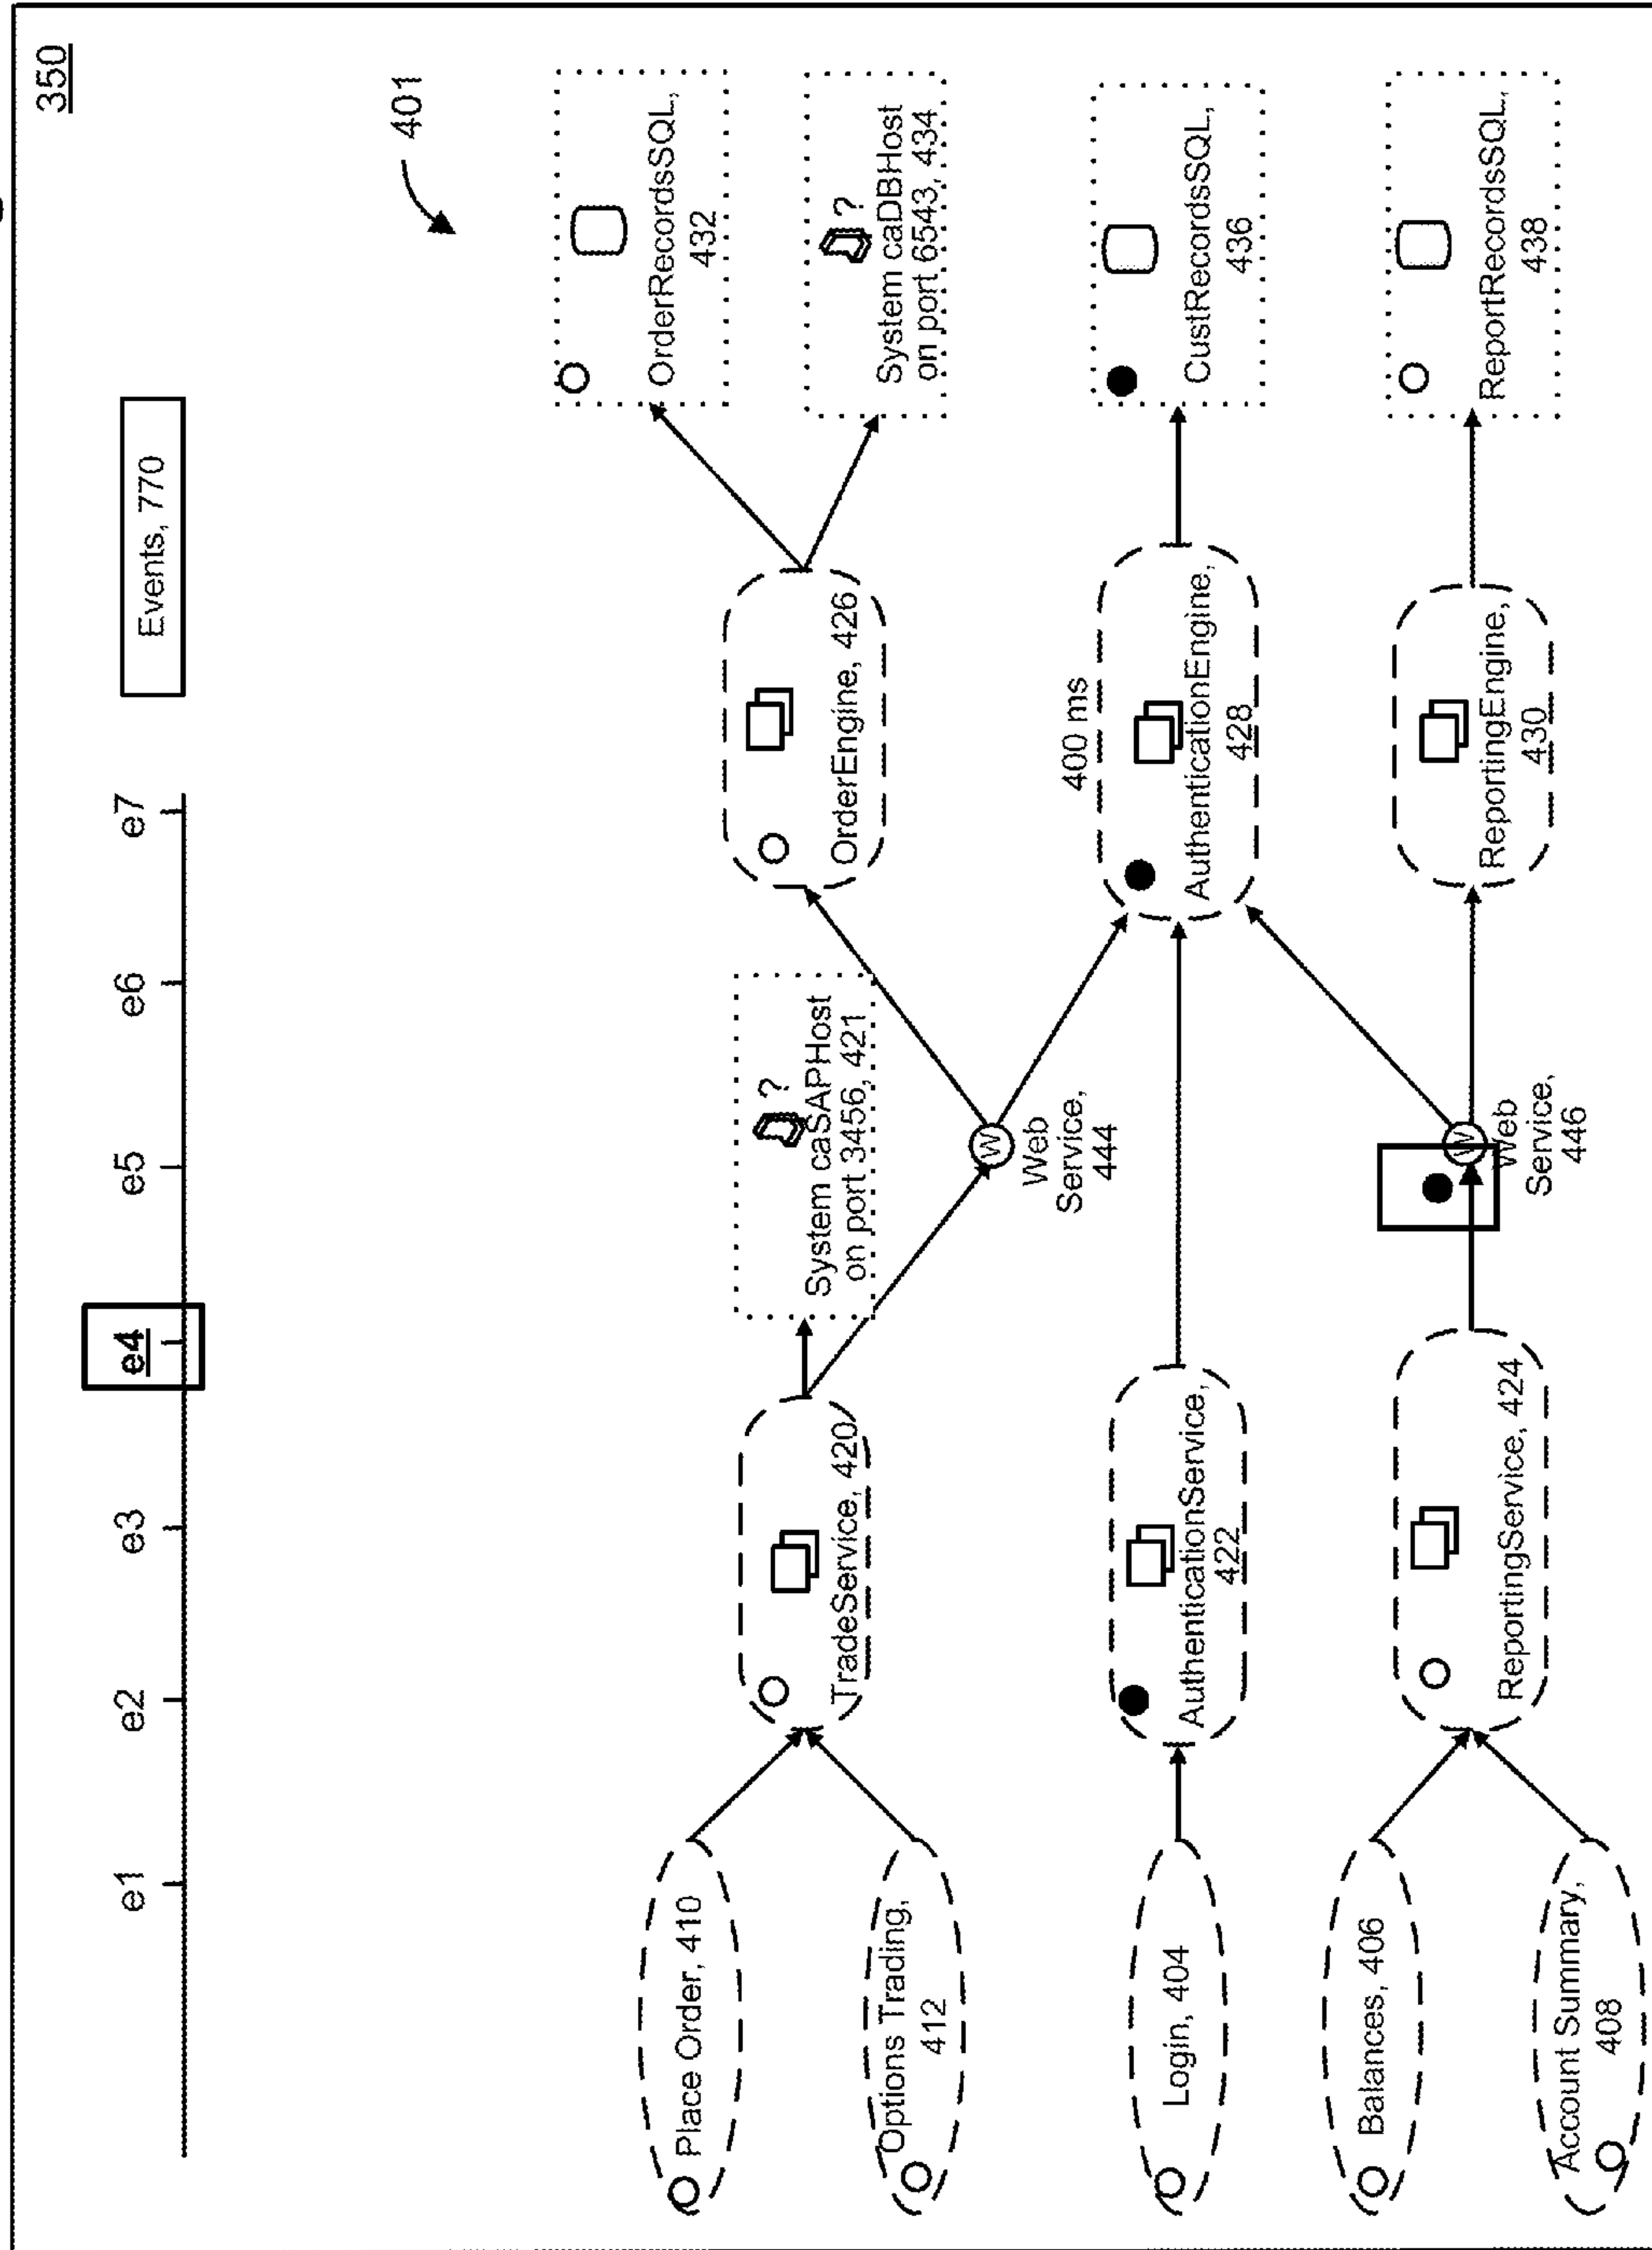 350
Events, 770
e1 e2 e3 e4 e5 e6 e7
401
Place Order, 410
Options Trading,
412
Login, 404
Balances, 406
Account Summary,
408
TradeService, 420
AuthenticationService,
422
ReportingService, 424
?
System caSAPHost
on port 3456, 421
W
Web
Service,
444
W
Web
Service,
446
OrderEngine, 426
400 ms
AuthenticationEngine,
428
ReportingEngine,
430
OrderRecordsSQL,
432
?
System caDBHost
on port 6543, 434
CustRecordsSQL,
436
ReportRecordsSQL,
438